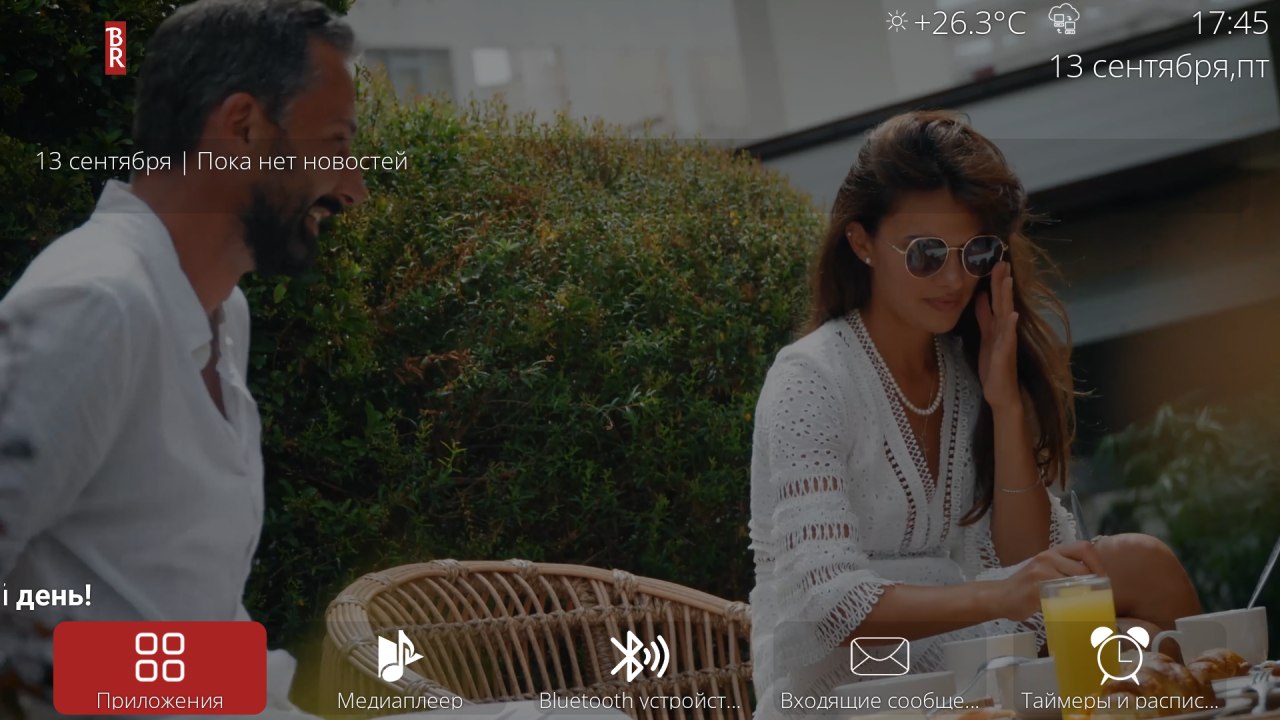 BR
+26.3°C 17:45
13 сентября,пт
13 сентября | Пока нет новостей
й день!
Приложения
Медиаплеер
Bluetooth устройст...
Входящие сообще...
Таймеры и распис...